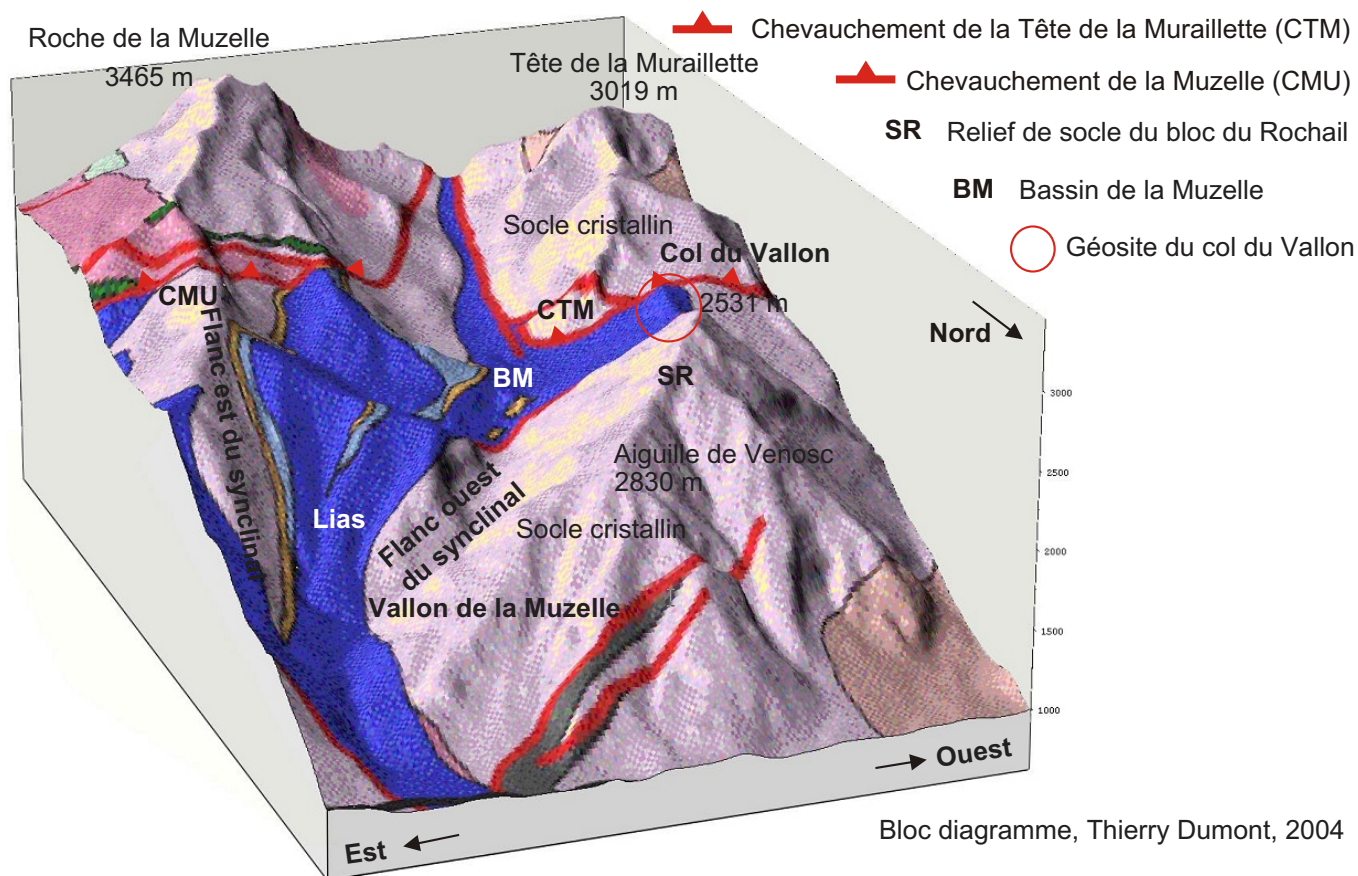 Roche de la Muzelle
3465 m
Tête de la Muraillette
3019 m
Chevauchement de la Tête de la Muraillette (CTM)
Chevauchement de la Muzelle (CMU)
SR Relief de socle du bloc du Rochail
BM Bassin de la Muzelle
Géosite du col du Vallon
Socle cristallin
Col du Vallon
2531 m
CMU
CTM
Nord
Flanc est du synclinal
BM
SR
3000
Aiguille de Venosc
2830 m
2500
Lias
Flanc ouest
du synclinal
Socle cristallin
2000
Vallon de la Muzelle
1500
1000
Ouest
Est
Bloc diagramme, Thierry Dumont, 2004